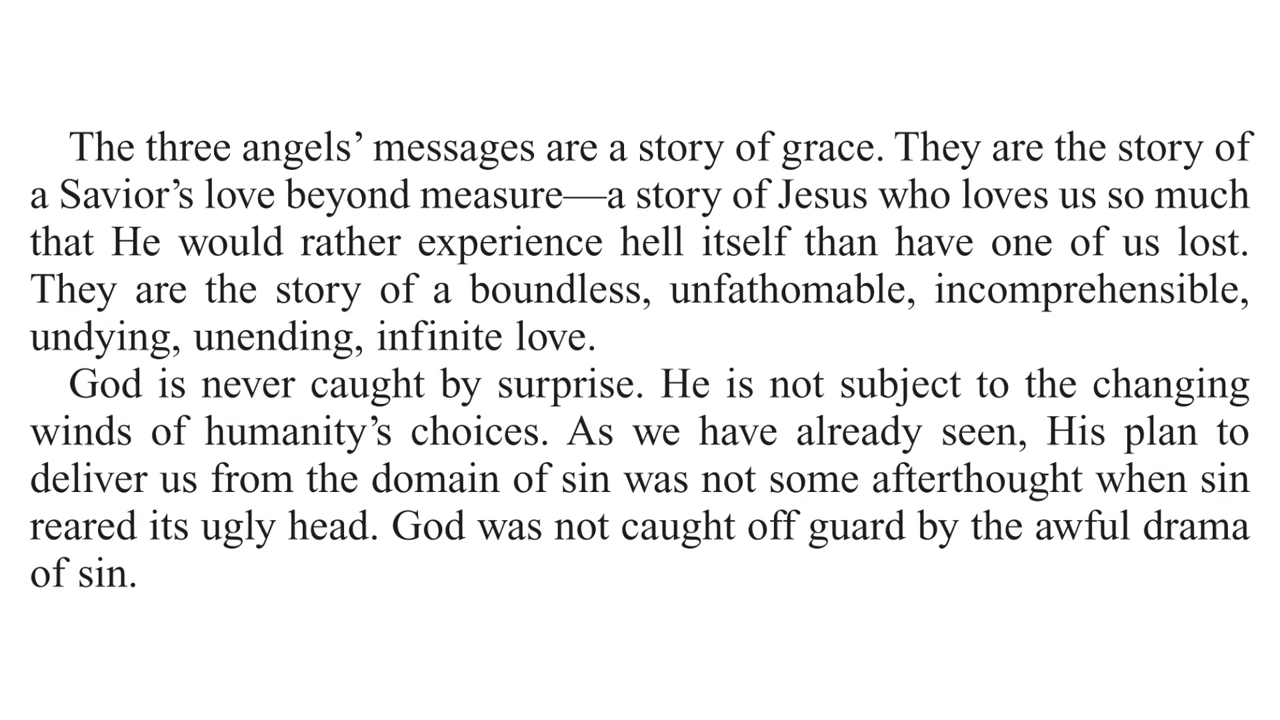 The three angels’ messages are a story of grace. They are the story of
a Savior’s love beyond measure—a story of Jesus who loves us so much
that He would rather experience hell itself than have one of us lost.
They are the story of a boundless, unfathomable, incomprehensible,
undying, unending, infinite love.
God is never caught by surprise. He is not subject to the changing
winds of humanity’s choices. As we have already seen, His plan to
deliver us from the domain of sin was not some afterthought when sin
reared its ugly head. God was not caught off guard by the awful drama
of sin.